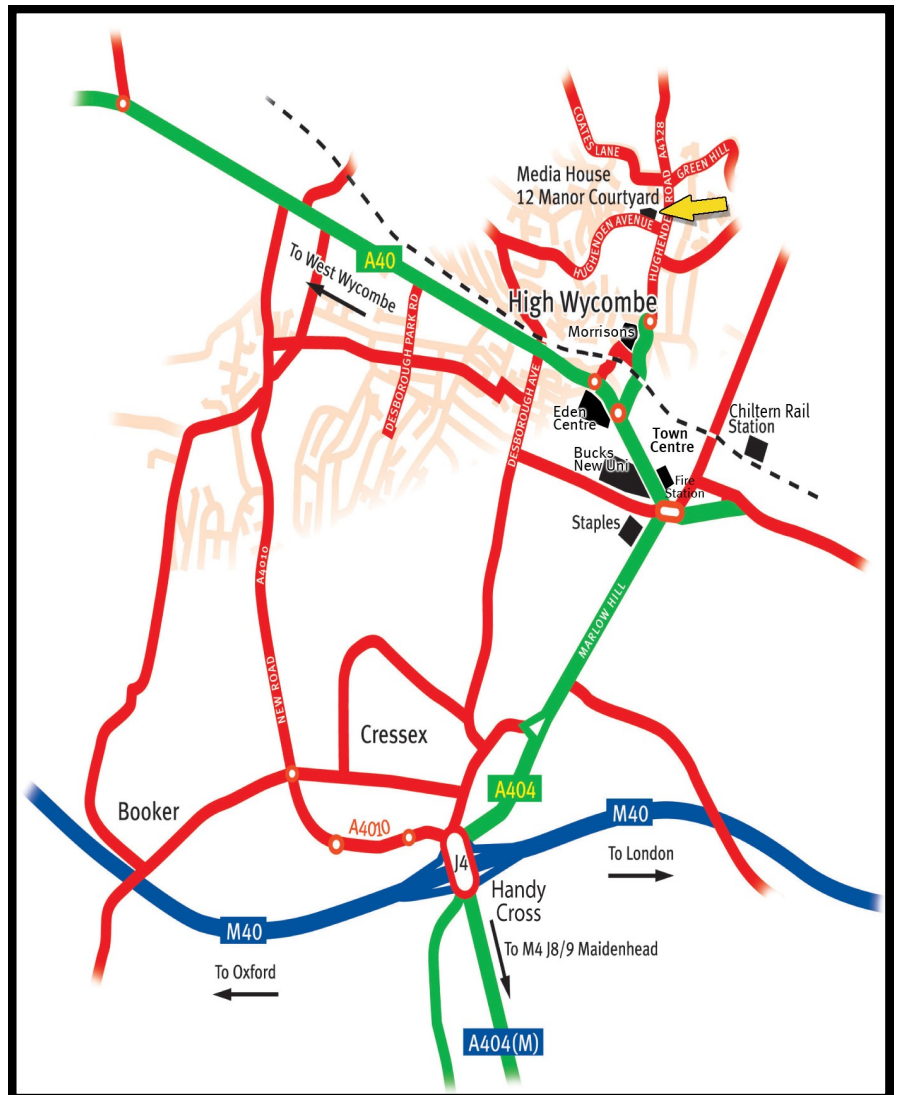 COATES LANE
A4128
GREEN HILL
Media House
12 Manor Courtyard
HUGHENDEN ROAD
HUGHENDEN AVENUE
A40
To West Wycombe
High Wycombe
Morrisons
DESBOROUGH PARK RD
DESBOROUGH AVE
Eden
Centre
Chiltern Rail
Station
Town
Centre
Bucks
New Uni
Fire
Station
Staples
A4010
MARLOW HILL
NEW ROAD
Cressex
A404
Booker
A4010
M40
J4
To London
Handy
Cross
M40
To M4 J8/9 Maidenhead
To Oxford
A404(M)